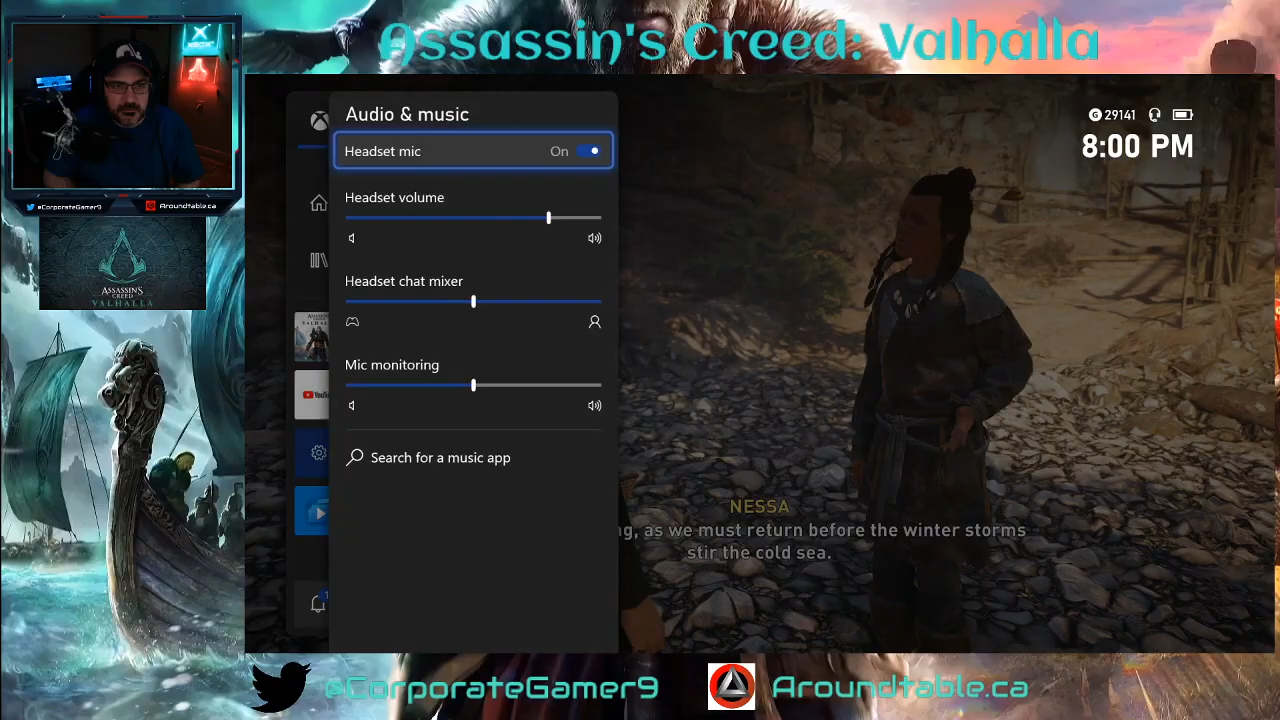 Assassin's Creed: Valhalla
XBOX
@CorporateGamer9
Aroundtable.ca
ASSASSIN'S
CREED
VALHALLA
Audio & music
Headset mic
On
Headset volume
Headset chat mixer
Mic monitoring
Search for a music app
G 29141
8:00 PM
YouTu
1
NESSA
ng, as we must return before the winter storms
stir the cold sea.
@CorporateGamer9
Aroundtable.ca